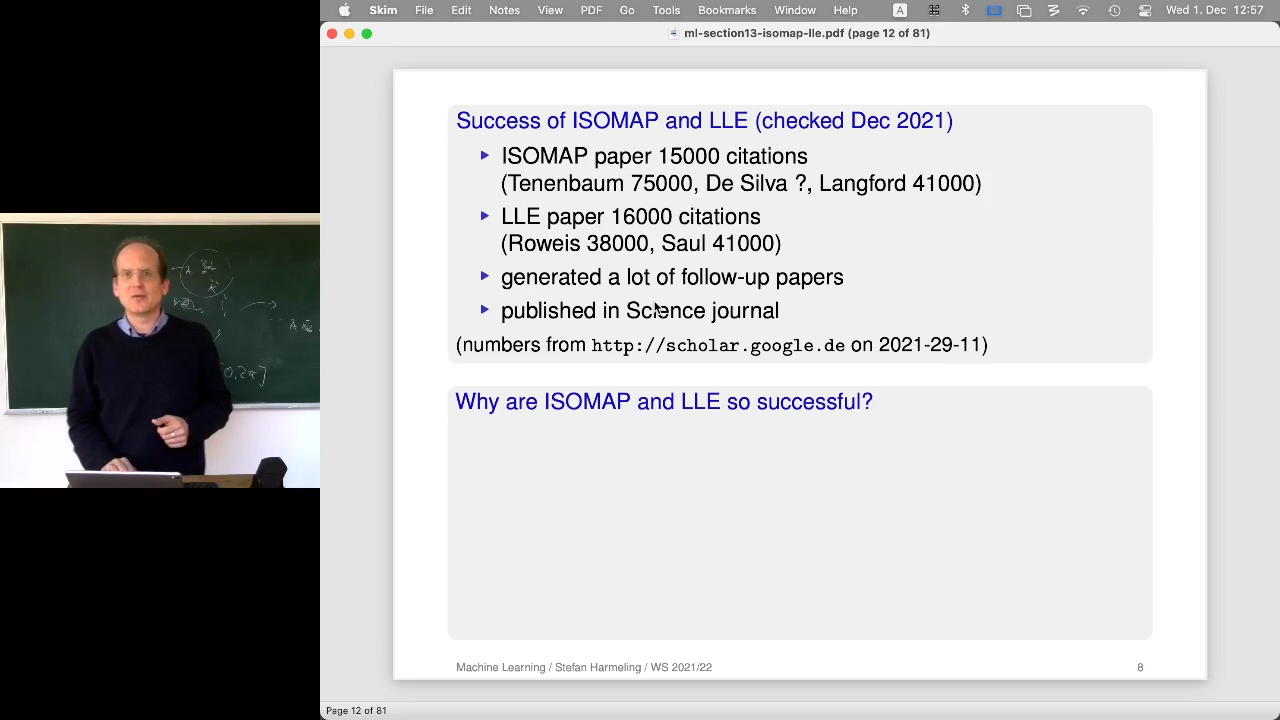 Skim File Edit Notes View PDF Go Tools Bookmarks Window Help A Wed 1. Dec 12:57
ml-section13-isomap-lle.pdf (page 12 of 81)
Success of ISOMAP and LLE (checked Dec 2021)
ISOMAP paper 15000 citations
(Tenenbaum 75000, De Silva ?, Langford 41000)
LLE paper 16000 citations
(Roweis 38000, Saul 41000)
generated a lot of follow-up papers
published in Science journal
(numbers from http://scholar.google.de on 2021-29-11)
Why are ISOMAP and LLE so successful?
Machine Learning / Stefan Harmeling / WS 2021/22 8
Page 12 of 81